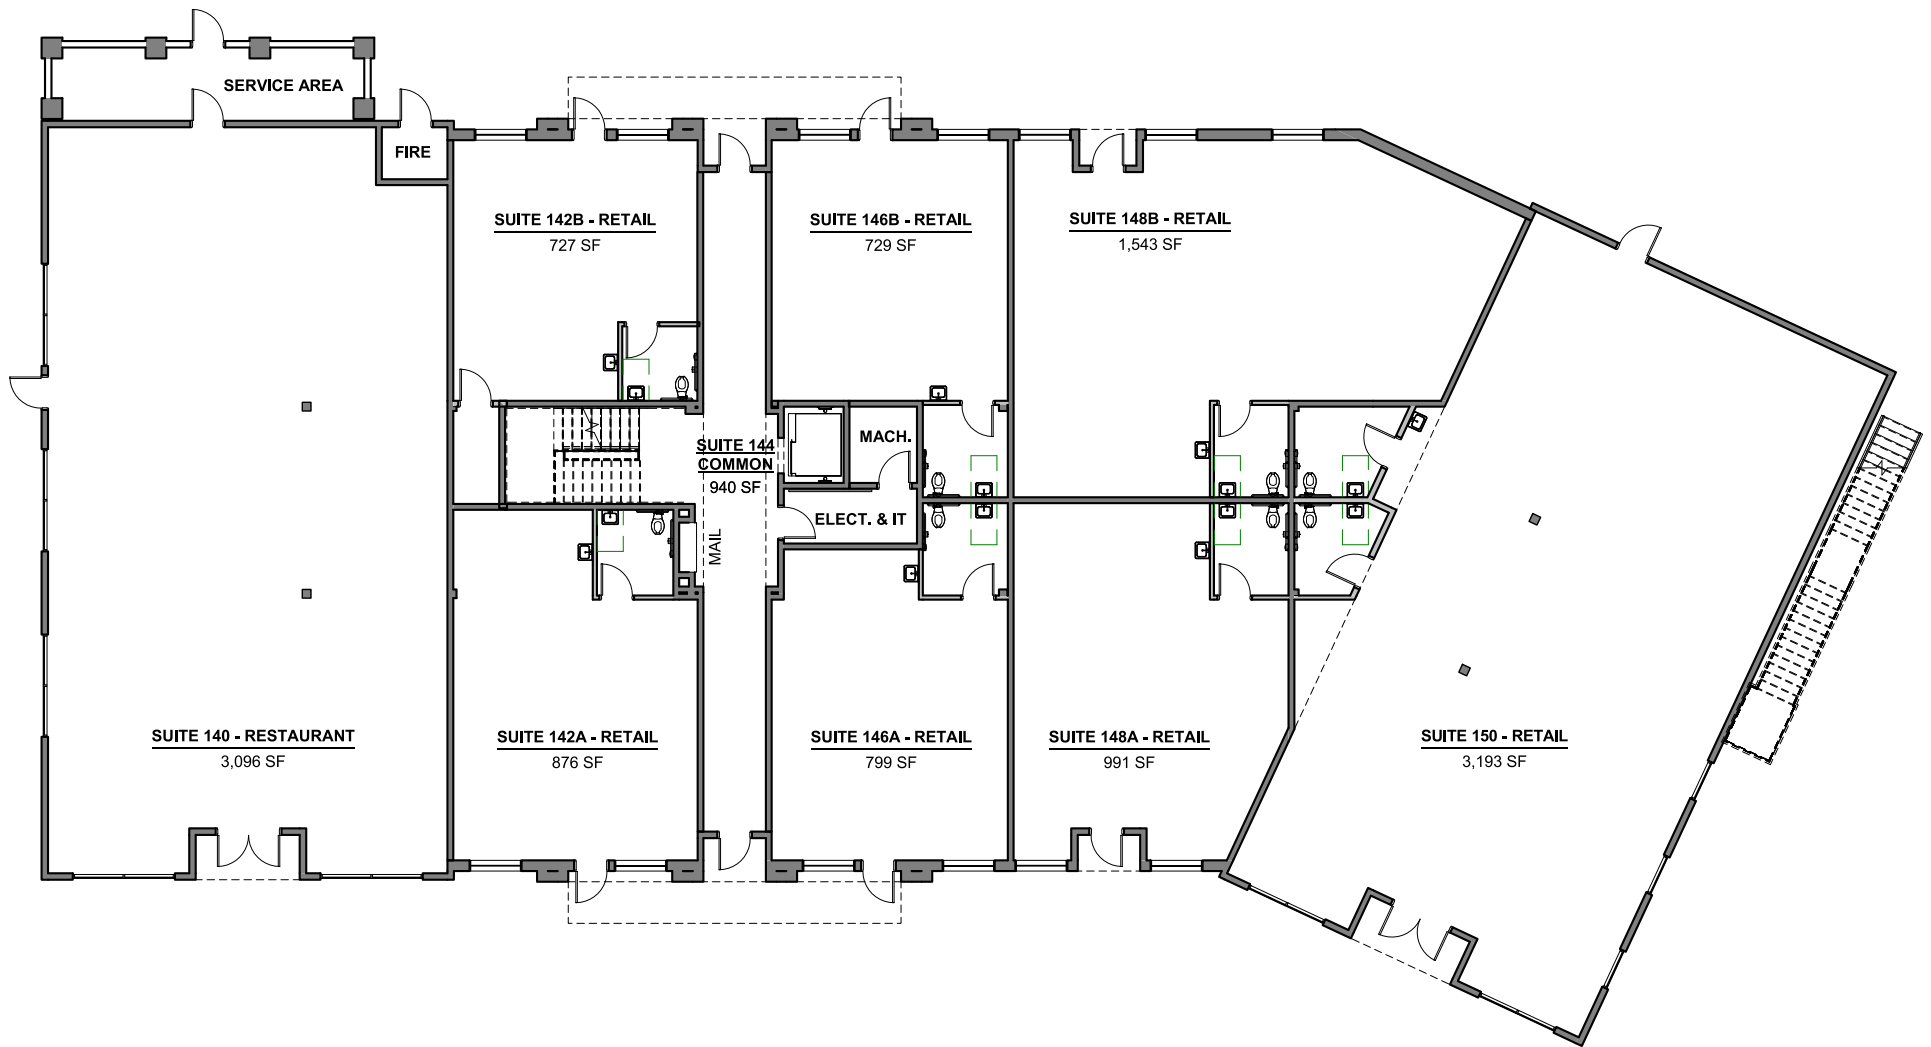 SERVICE AREA
FIRE
SUITE 142B - RETAIL
727 SF
SUITE 146B - RETAIL
729 SF
SUITE 148B - RETAIL
1,543 SF
SUITE 144
COMMON
940 SF
MACH.
ELECT. & IT
MAIL
SUITE 140 - RESTAURANT
3,096 SF
SUITE 142A - RETAIL
876 SF
SUITE 146A - RETAIL
799 SF
SUITE 148A - RETAIL
991 SF
SUITE 150 - RETAIL
3,193 SF